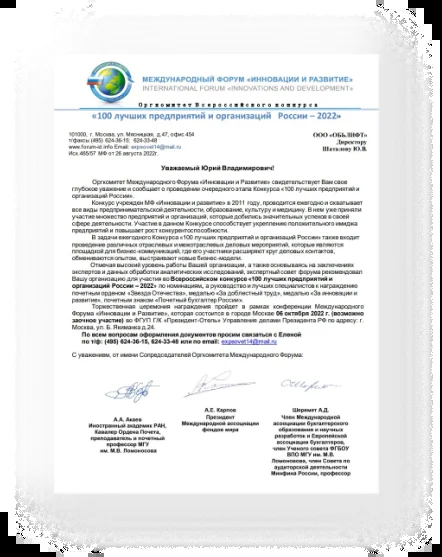 МЕЖДУНАРОДНЫЙ ФОРУМ «ИННОВАЦИИ И РАЗВИТИЕ»
INTERNATIONAL FORUM «INNOVATIONS AND DEVELOPMENT»
Оргкомитет Всероссийского конкурса
«100 лучших предприятий и организаций России – 2022»
101000, г. Москва, ул. Мясницкая, д.47, офис 454
т/факсы (495) 624-36-15; 624-33-48
www.forum-id.info Email: expsovet14@mail.ru
Исх.465/57 МФ от 26 августа 2022г.
ООО «ОБЬЛИФТ»
Директору
Шаталову Ю.В.
Уважаемый Юрий Владимирович!
Оргкомитет Международного Форума «Инновации и Развитие» свидетельствует Вам свое
глубокое уважение и сообщает о проведении очередного этапа Конкурса «100 лучших предприятий и
организаций России».
Конкурс учрежден МФ «Инновации и развитие» в 2011 году, проводится ежегодно и охватывает
все виды предпринимательской деятельности, образование, культуру и медицину. В нем уже приняли
участие множество предприятий и организаций, которые добились значительных успехов в своей
сфере деятельности. Участие в данном Конкурсе способствует укреплению положительного имиджа
предприятий и повышает рост конкурентоспособности.
В задачи ежегодного Конкурса «100 лучших предприятий и организаций России» также входит
проведение различных отраслевых и межотраслевых деловых мероприятий, которые являются
площадкой для бизнес-коммуникаций, где его участники расширяют круг деловых контактов,
обмениваются опытом, выстраивают новые бизнес-модели.
Отмечая высокий уровень работы Вашей организации, а также основываясь на заключениях
экспертов и данных обработки аналитических исследований, экспертный совет форума рекомендовал
Вашу организацию для участия во Всероссийском конкурсе «100 лучших предприятий и
организаций России – 2022» по номинациям, а руководство и лучших специалистов к награждению
почетным орденом «Звезда Отечества», медалью «За доблестный труд», медалью «За инновации и
развитие», почетным знаком «Почетный бухгалтер России».
Торжественная церемония награждения пройдет в рамках конференции Международного
Форума «Инновации и Развитие», которая состоится в городе Москве 06 октября 2022 г. (возможно
заочное участие) во ФГУП Г/К «Президент-Отель» Управления делами Президента РФ по адресу: г.
Москва, ул. Б. Якиманка д.24.
По всем вопросам оформления документов просим связаться с Еленой
по т/ф: (495) 624-36-15, 624-33-48 или по email: expsovet14@mail.ru
С уважением, от имени Сопредседателей Оргкомитета Международного Форума:
А.А. Акаев
Иностранный академик РАН,
Кавалер Ордена Почета,
преподаватель и почетный
профессор МГУ
им. М.В. Ломоносова
А.Е. Карпов
Президент
Международной ассоциации
фондов мира
Шеремет А.Д.
Член Международной
ассоциации бухгалтерского
образования и научных
разработок и Европейской
ассоциация бухгалтеров,
член Ученого совета ФГБОУ
ВПО МГУ им. М.В.
Ломоносова, член Совета по
аудиторской деятельности
Минфина России, профессор